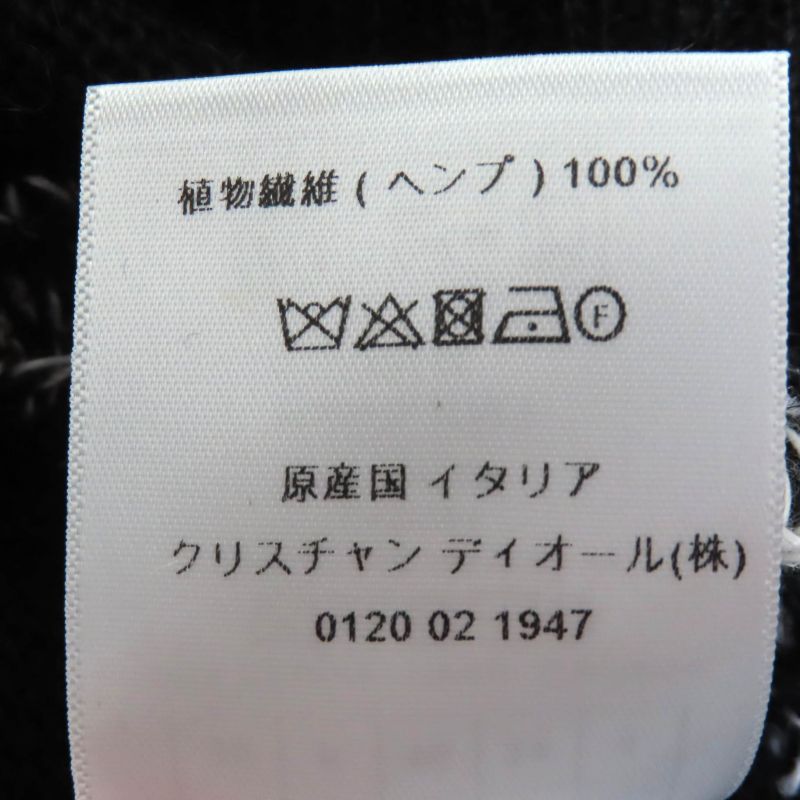 植物繊維 ( ヘンプ ) 100%
F
原産国 イタリア
クリスチャン ディオール(株)
0120 02 1947